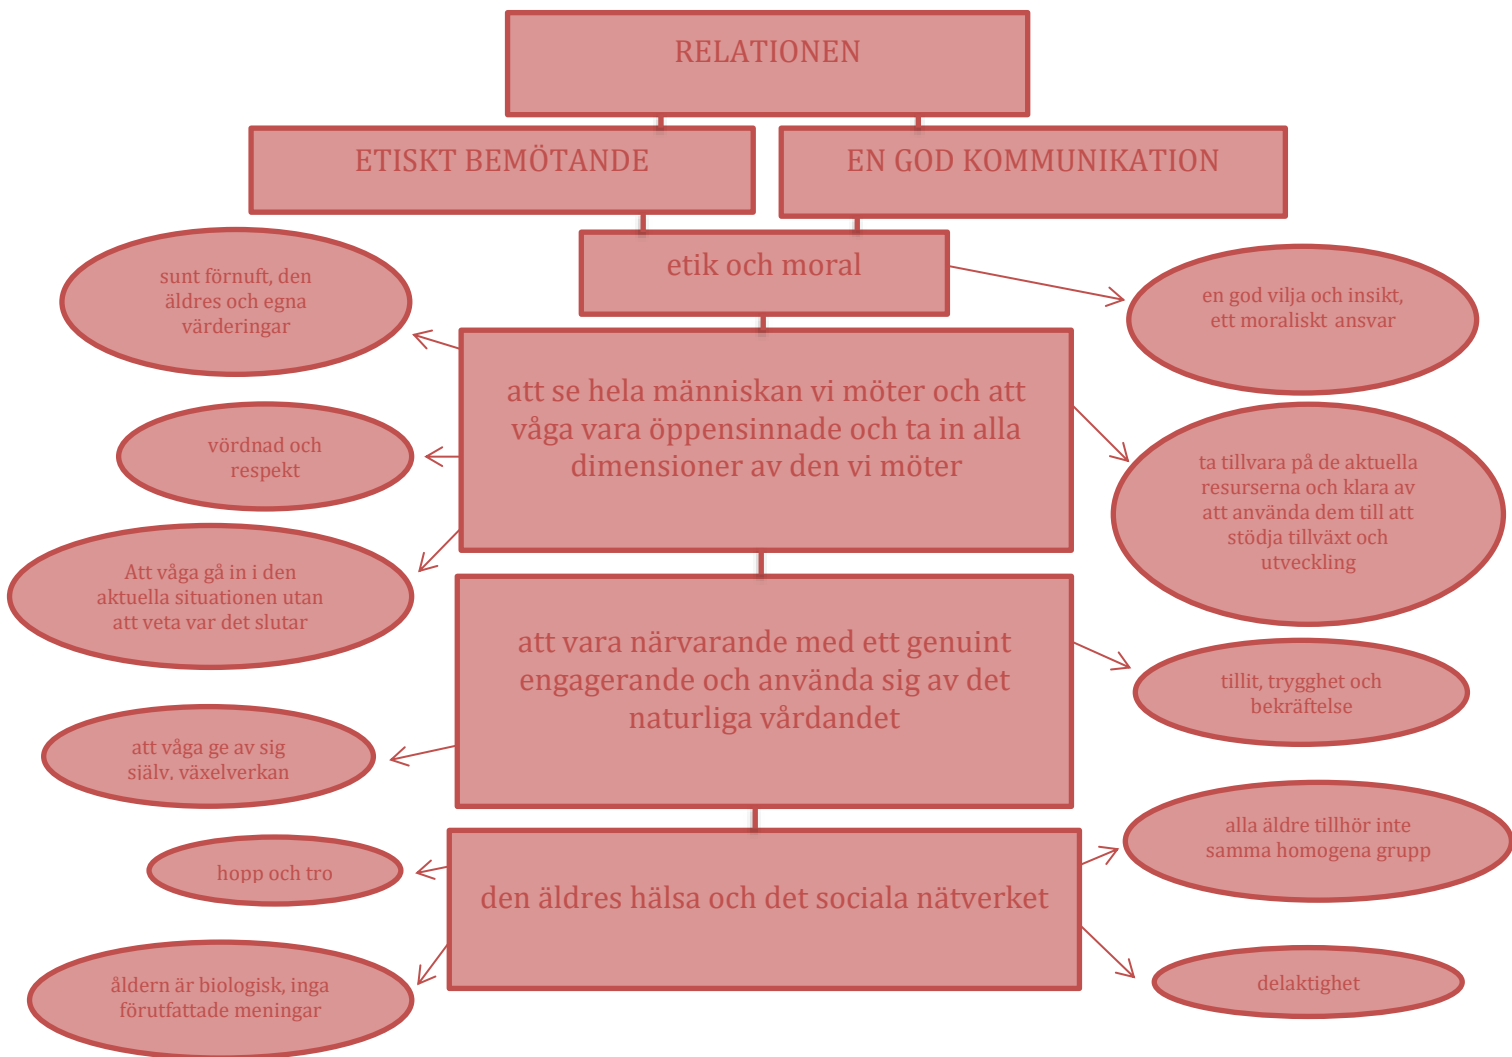 RELATIONEN
ETISKT BEMÖTANDE
EN GOD KOMMUNIKATION
etik och moral
sunt förnuft, den
äldres och egna
värderingar
en god vilja och insikt,
ett moraliskt ansvar
att se hela människan vi möter och att
våga vara öppensinnade och ta in alla
dimensioner av den vi möter
vördnad och
respekt
ta tillvara på de aktuella
resurserna och klara av
att använda dem till att
stödja tillväxt och
utveckling
Att våga gå in i den
aktuella situationen utan
att veta var det slutar
att vara närvarande med ett genuint
engagerande och använda sig av det
naturliga vårdandet
tillit, trygghet och
bekräftelse
att våga ge av sig
själv, växelverkan
alla äldre tillhör inte
samma homogena grupp
hopp och tro
den äldres hälsa och det sociala nätverket
åldern är biologisk, inga
förutfattade meningar
delaktighet